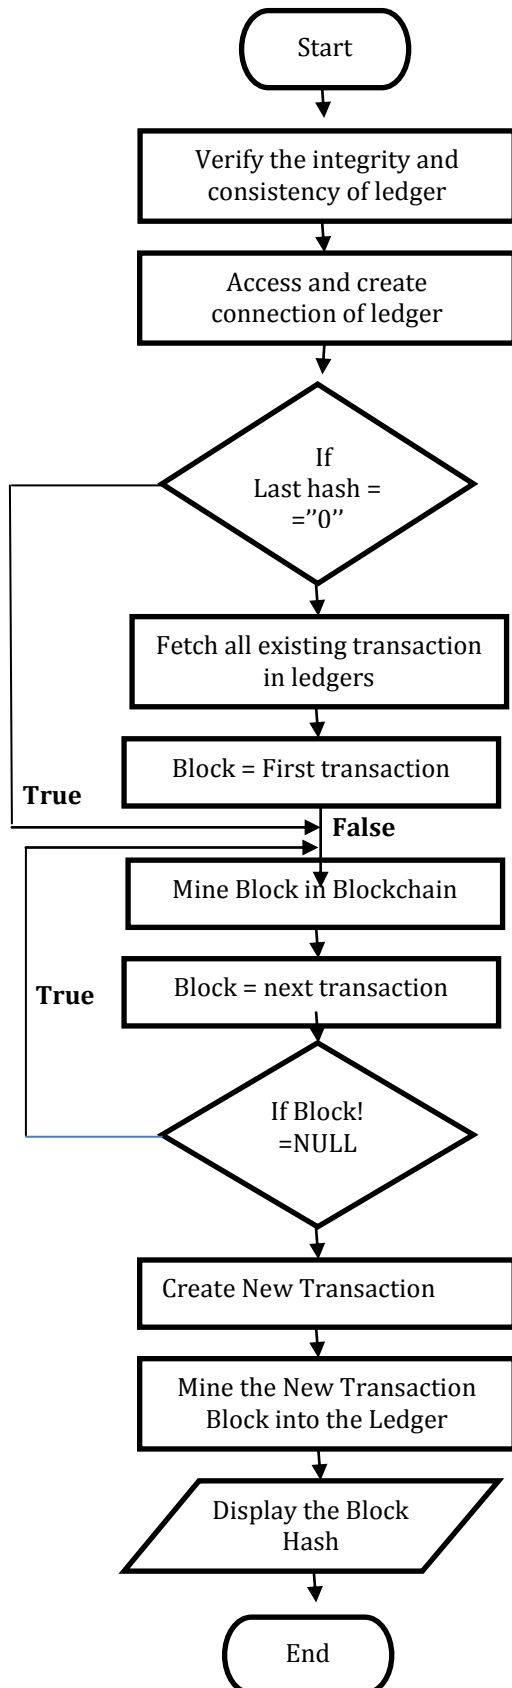 Start
Verify the integrity and
consistency of ledger
Access and create
connection of ledger
If
Last hash =
=”0”
Fetch all existing transaction
in ledgers
Block = First transaction
True
False
Mine Block in Blockchain
Block = next transaction
True
If Block!
=NULL
Create New Transaction
Mine the New Transaction
Block into the Ledger
Display the Block
Hash
End